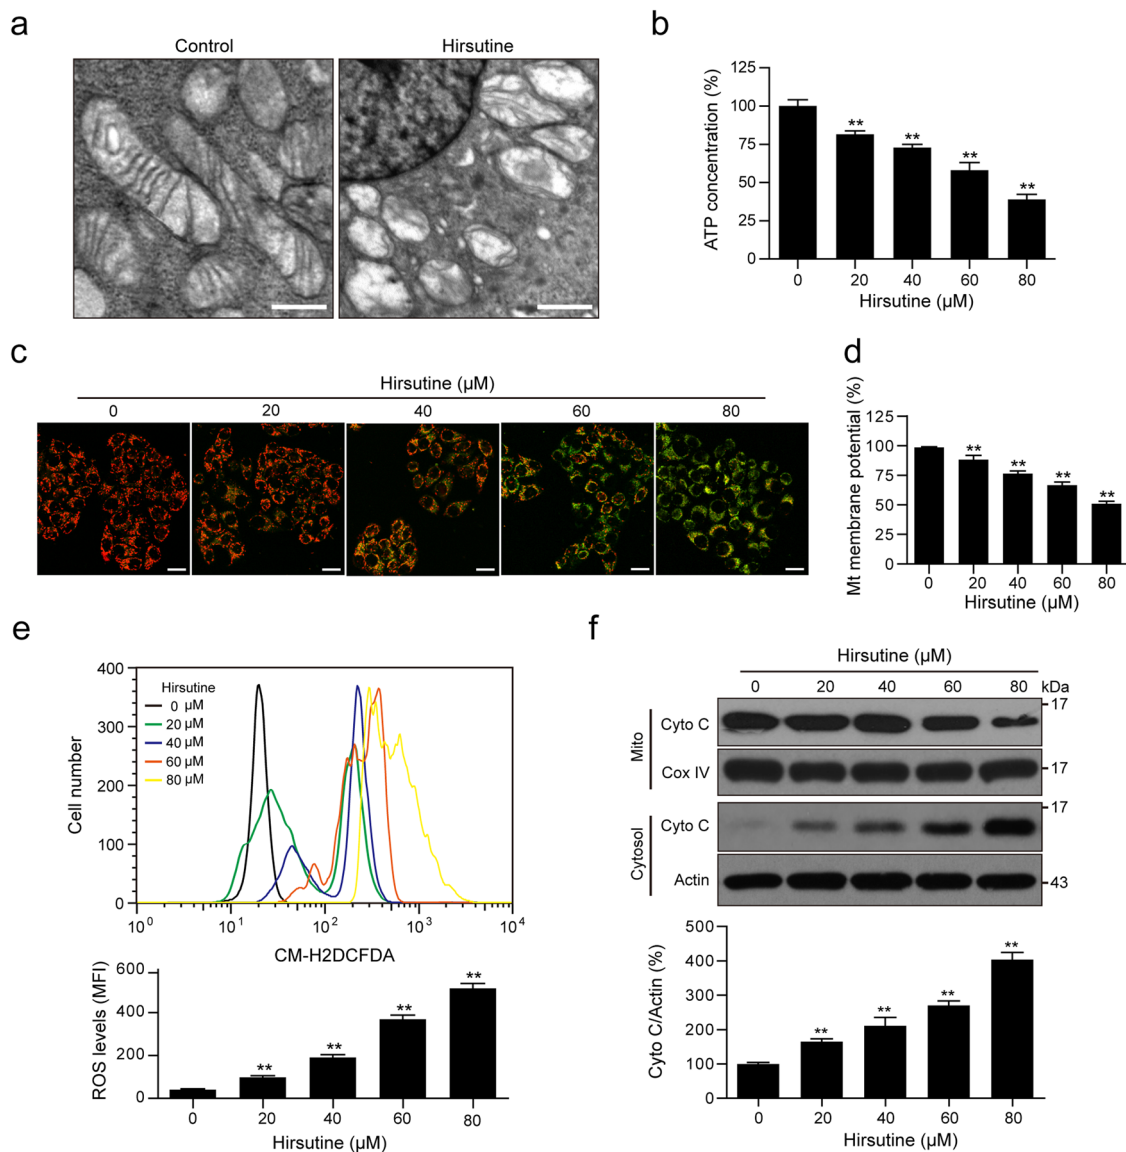 a
Control Hirsutine
b
ATP concentration (%)
125
100
75
50
25
0
** ** ** **
0 20 40 60 80
Hirsutine (µM)
c
Hirsutine (µM)
0 20 40 60 80
d
Mt membrane potential (%)
125
100
75
50
25
0
** ** ** **
0 20 40 60 80
Hirsutine (µM)
e
Cell number
400
300
200
100
0
Hirsutine
0 µM
20 µM
40 µM
60 µM
80 µM
10⁰ 10¹ 10² 10³ 10⁴
CM-H2DCFDA
ROS levels (MFI)
600
400
200
0
** ** ** **
0 20 40 60 80
Hirsutine (µM)
f
Hirsutine (µM)
0 20 40 60 80 kDa
Mito
Cyto C 17
Cox IV 17
Cytosol
Cyto C 17
Actin 43
Cyto C/Actin (%)
500
400
300
200
100
0
** ** ** **
0 20 40 60 80
Hirsutine (µM)